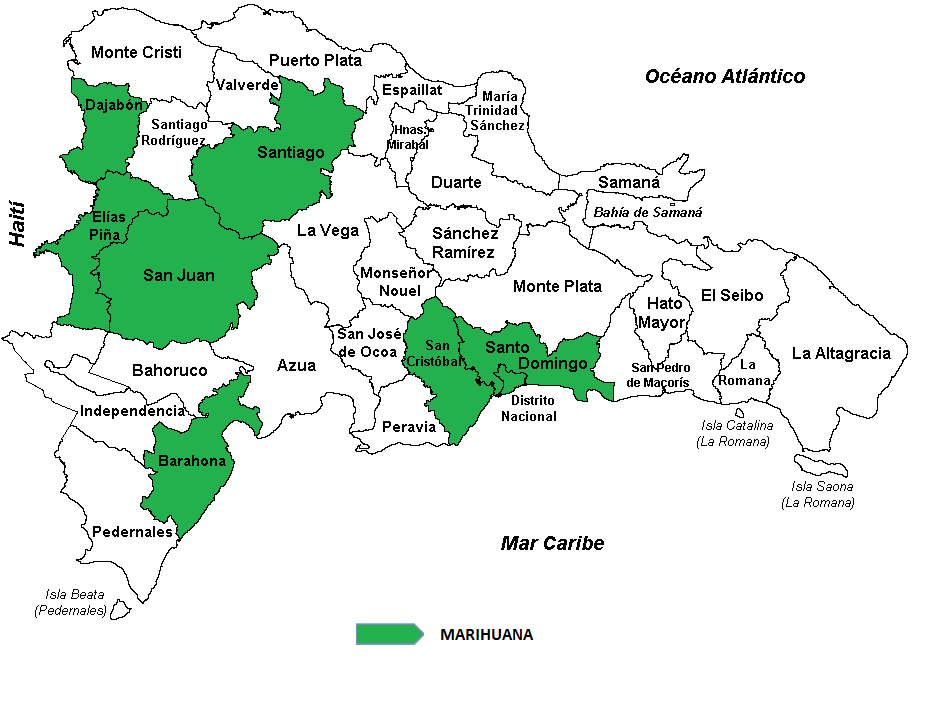 Monte Cristi
Puerto Plata
Océano Atlántico
Valverde
Espaillat
Dajabón
María
Trinidad
Sánchez
Santiago
Rodríguez
Hnas.
Mirabal
Santiago
Duarte
Samaná
Bahía de Samaná
Haití
Elías
Piña
La Vega
Sánchez
Ramírez
San Juan
Monseñor
Nouel
Monte Plata
El Seibo
Hato
Mayor
San José
de Ocoa
San
Cristóbal
Santo
Domingo
La Altagracia
Bahoruco
Azua
San Pedro
de Macorís
La
Romana
Independencia
Distrito
Nacional
Peravia
Isla Catalina
(La Romana)
Barahona
Isla Saona
(La Romana)
Pedernales
Mar Caribe
Isla Beata
(Pedernales)
MARIHUANA